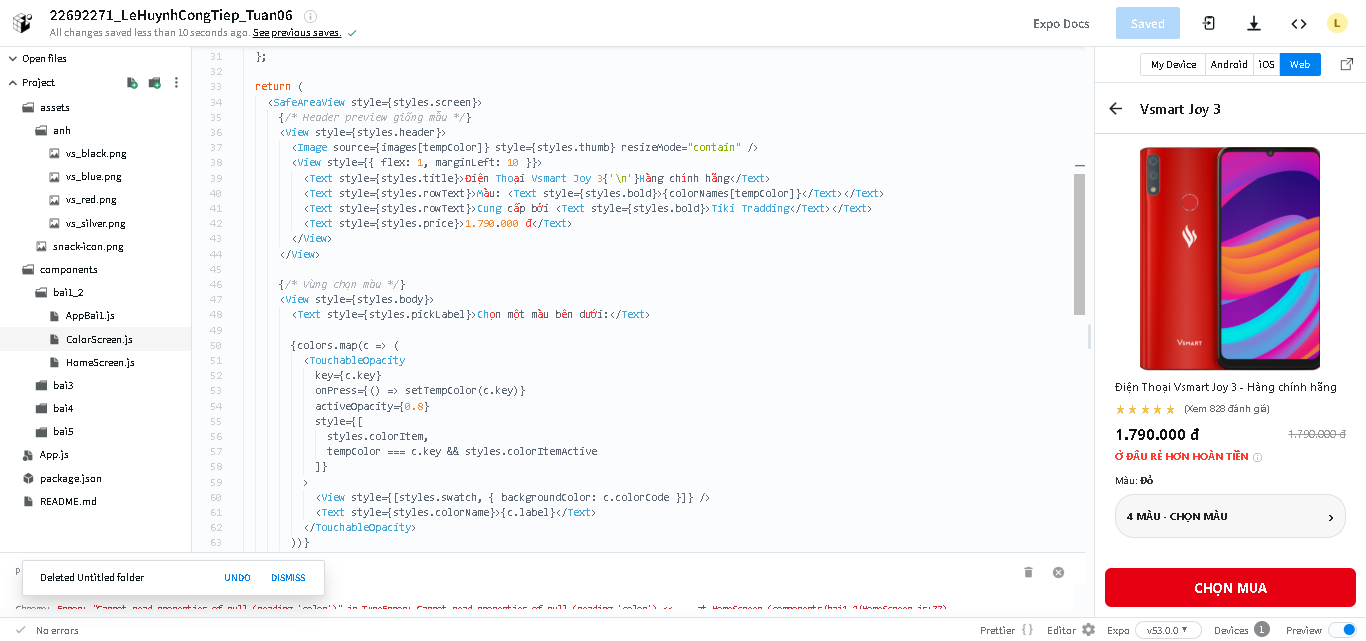 22692271_LeHuynhCongTiep_Tuan06
All changes saved less than 10 seconds ago. See previous saves.
Expo Docs
Saved
L
Open files
Project
assets
anh
vs_black.png
vs_blue.png
vs_red.png
vs_silver.png
snack-icon.png
components
bai1_2
AppBai1.js
ColorScreen.js
HomeScreen.js
bai3
bai4
bai5
App.js
package.json
README.md
31 };
32
33 return (
34 <SafeAreaView style={styles.screen}>
35 {/* Header preview giống mẫu */}
36 <View style={styles.header}>
37 <Image source={images[tempColor]} style={styles.thumb} resizeMode="contain" />
38 <View style={{ flex: 1, marginLeft: 10 }}>
39 <Text style={styles.title}>Điện Thoại Vsmart Joy 3{'\n'}Hàng chính hãng</Text>
40 <Text style={styles.rowText}>Màu: <Text style={styles.bold}>{colorNames[tempColor]}</Text></Text>
41 <Text style={styles.rowText}>Cung cấp bởi <Text style={styles.bold}>Tiki Tradding</Text></Text>
42 <Text style={styles.price}>1.790.000 đ</Text>
43 </View>
44 </View>
45
46 {/* Vùng chọn màu */}
47 <View style={styles.body}>
48 <Text style={styles.pickLabel}>Chọn một màu bên dưới:</Text>
49
50 {colors.map(c => (
51 <TouchableOpacity
52 key={c.key}
53 onPress={() => setTempColor(c.key)}
54 activeOpacity={0.8}
55 style={[
56 styles.colorItem,
57 tempColor === c.key && styles.colorItemActive
58 ]}
59 >
60 <View style={[styles.swatch, { backgroundColor: c.colorCode }]} />
61 <Text style={styles.colorName}>{c.label}</Text>
62 </TouchableOpacity>
63 ))}
My Device
Android
iOS
Web
Vsmart Joy 3
VSMART
Điện Thoại Vsmart Joy 3 - Hàng chính hãng
(Xem 828 đánh giá)
1.790.000 đ
1.790.000 đ
Ở ĐÂU RẺ HƠN HOÀN TIỀN
Màu: Đỏ
4 MÀU - CHỌN MÀU
CHỌN MUA
P
Deleted Untitled folder
UNDO
DISMISS
Chrome: Error: "Cannot read properties of null (reading 'color')" in TypeError: Cannot read properties of null (reading 'color') << at HomeScreen (components/bai1_2/HomeScreen.js:
No errors
Prettier {}
Editor
Expo
v53.0.0
Devices
1
Preview